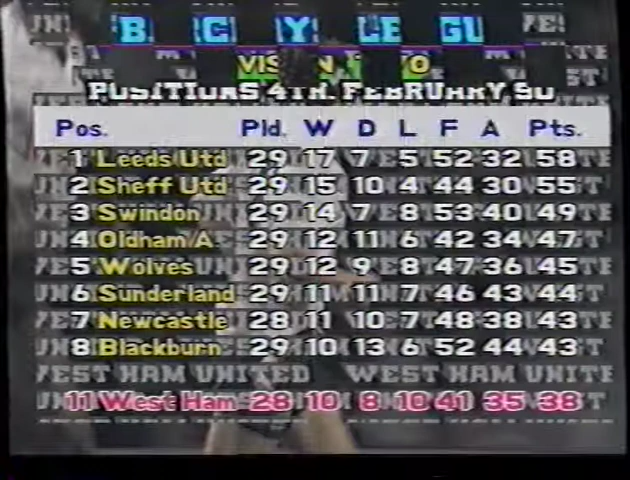 POSITIONS 4TH. FEBRUARY 90
Pos. Pld. W D L F A Pts.
1 Leeds Utd 29 17 7 5 52 32 58
2 Sheff Utd 29 15 10 4 44 30 55
3 Swindon 29 14 7 8 53 40 49
4 Oldham A 29 12 11 6 42 34 47
5 Wolves 29 12 9 8 47 36 45
6 Sunderland 29 11 11 7 46 43 44
7 Newcastle 28 11 10 7 48 38 43
8 Blackburn 29 10 13 6 52 44 43
WEST HAM UNITED WEST HAM UNITE
11 West Ham 28 10 8 10 41 35 38